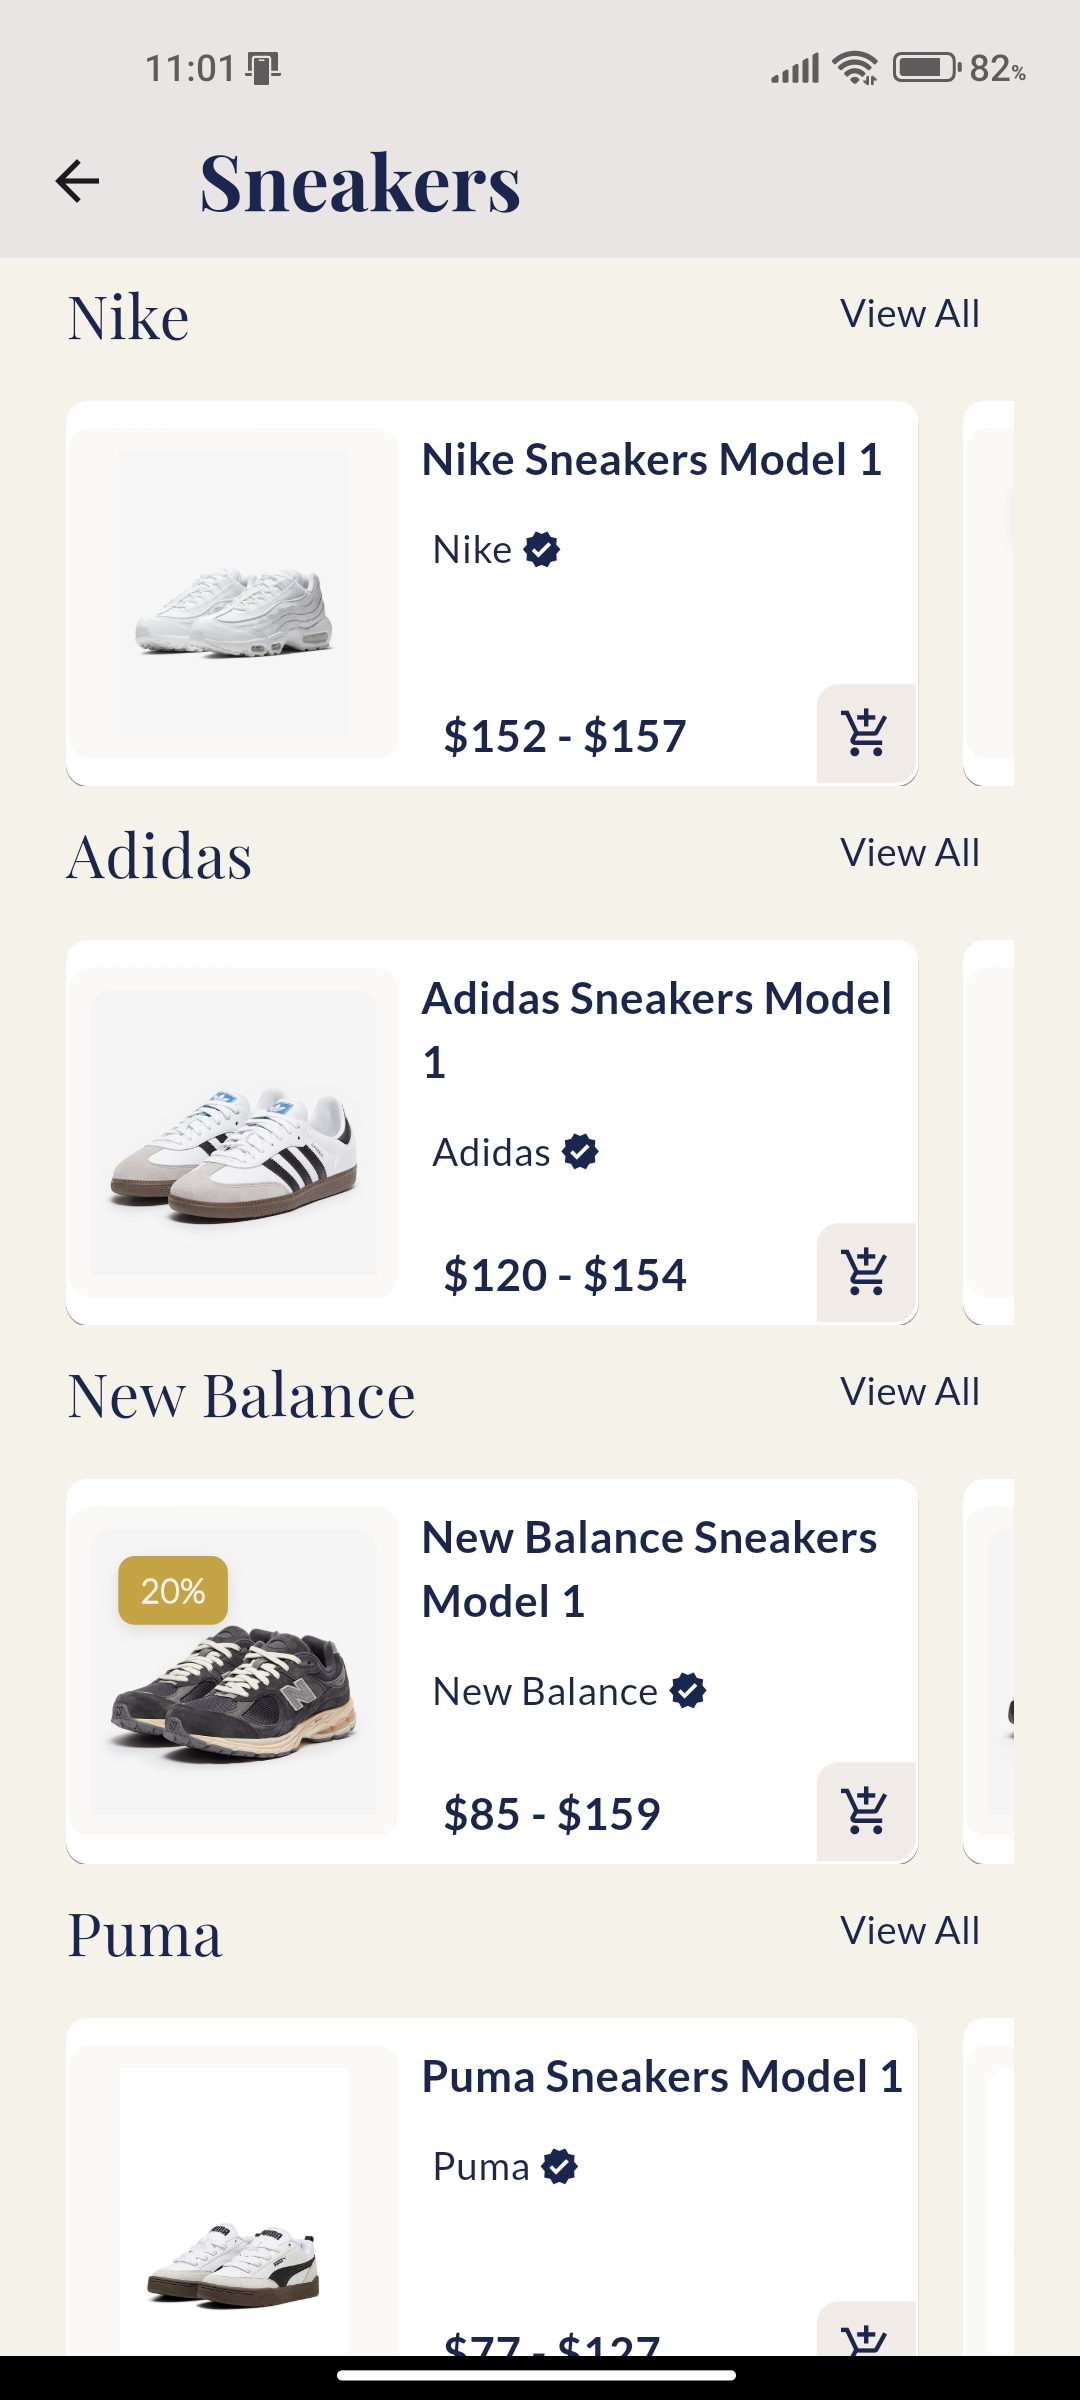 11:01
82%
Sneakers
Nike
View All
Nike Sneakers Model 1
Nike
$152 - $157
Adidas
View All
Adidas Sneakers Model
1
Adidas
$120 - $154
New Balance
View All
20%
New Balance Sneakers
Model 1
New Balance
$85 - $159
Puma
View All
Puma Sneakers Model 1
Puma
$77 - $127